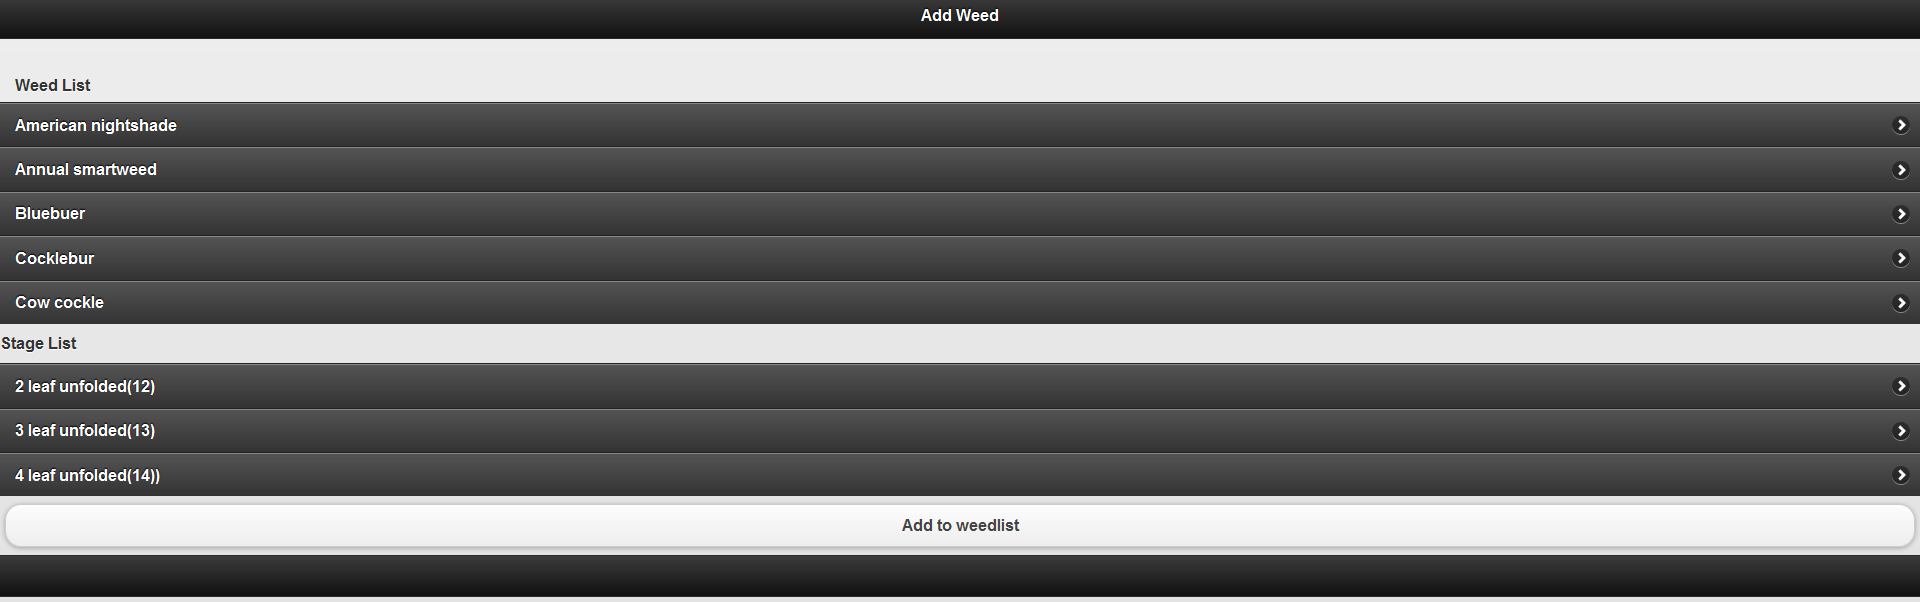 Add Weed
Weed List
American nightshade
Annual smartweed
Bluebuer
Cocklebur
Cow cockle
Stage List
2 leaf unfolded(12)
3 leaf unfolded(13)
4 leaf unfolded(14))
Add to weedlist